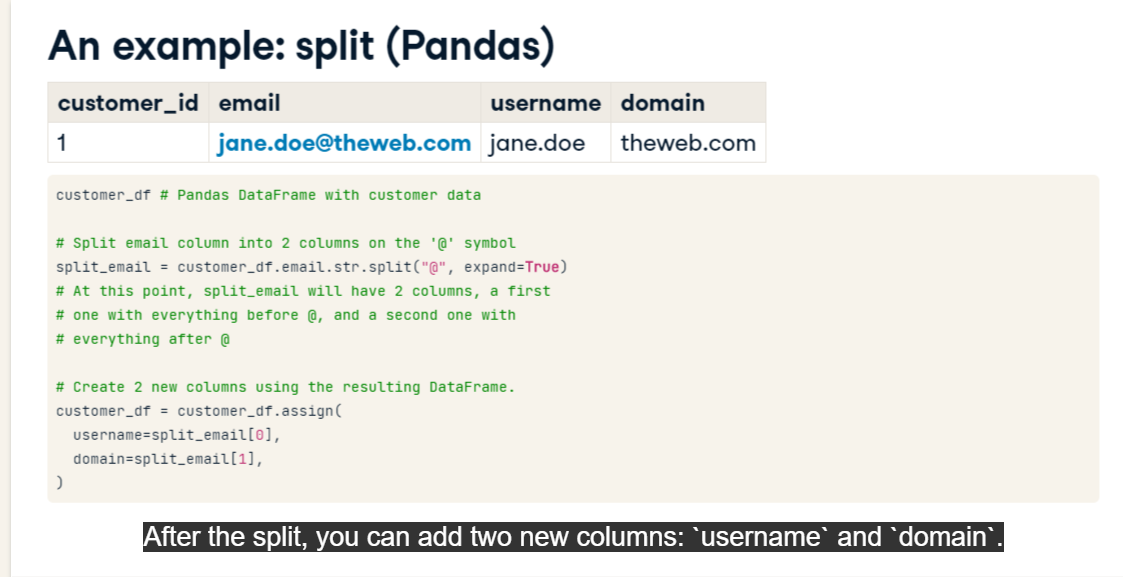 An example: split (Pandas)
customer_id email username domain
1 jane.doe@theweb.com jane.doe theweb.com
customer_df # Pandas DataFrame with customer data
# Split email column into 2 columns on the '@' symbol
split_email = customer_df.email.str.split("@", expand=True)
# At this point, split_email will have 2 columns, a first
# one with everything before @, and a second one with
# everything after @
# Create 2 new columns using the resulting DataFrame.
customer_df = customer_df.assign(
  username=split_email[0],
  domain=split_email[1],
)
After the split, you can add two new columns: `username` and `domain`.